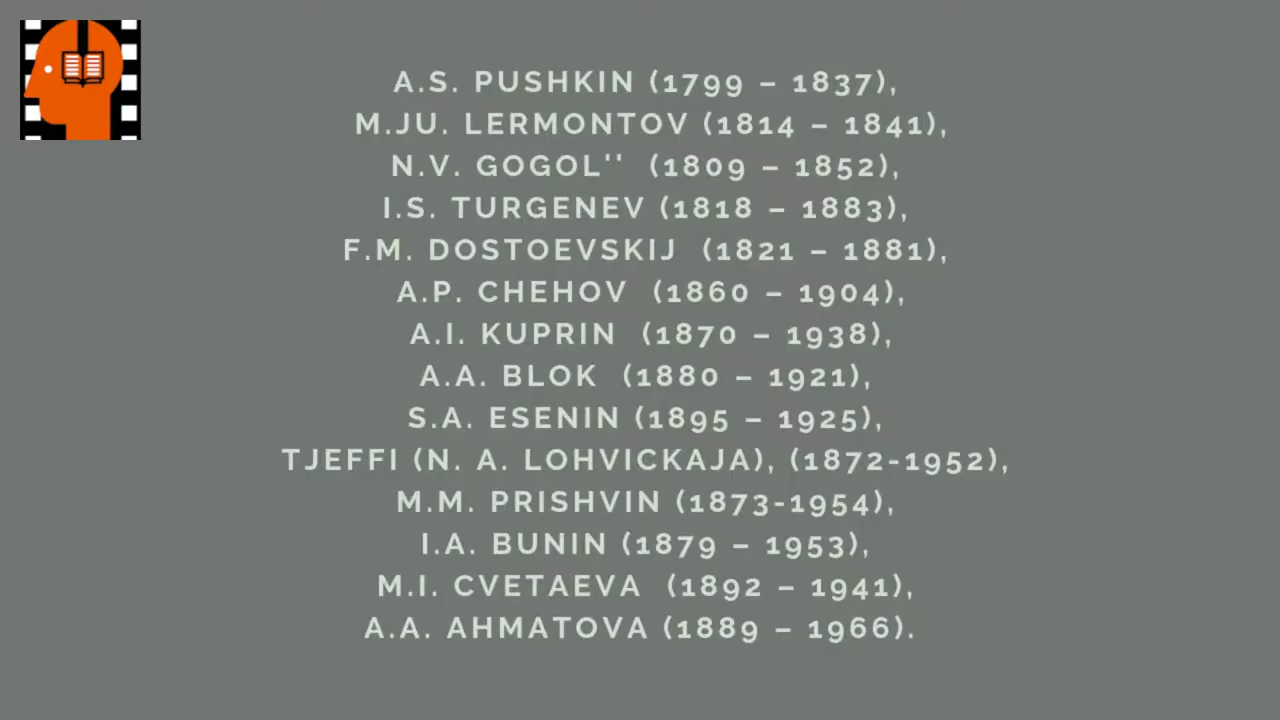 A.S. PUSHKIN (1799 – 1837),
M.JU. LERMONTOV (1814 – 1841),
N.V. GOGOL'' (1809 – 1852),
I.S. TURGENEV (1818 – 1883),
F.M. DOSTOEVSKIJ (1821 – 1881),
A.P. CHEHOV (1860 – 1904),
A.I. KUPRIN (1870 – 1938),
A.A. BLOK (1880 – 1921),
S.A. ESENIN (1895 – 1925),
TJEFFI (N. A. LOHVICKAJA), (1872-1952),
M.M. PRISHVIN (1873-1954),
I.A. BUNIN (1879 – 1953),
M.I. CVETAEVA (1892 – 1941),
A.A. AHMATOVA (1889 – 1966).